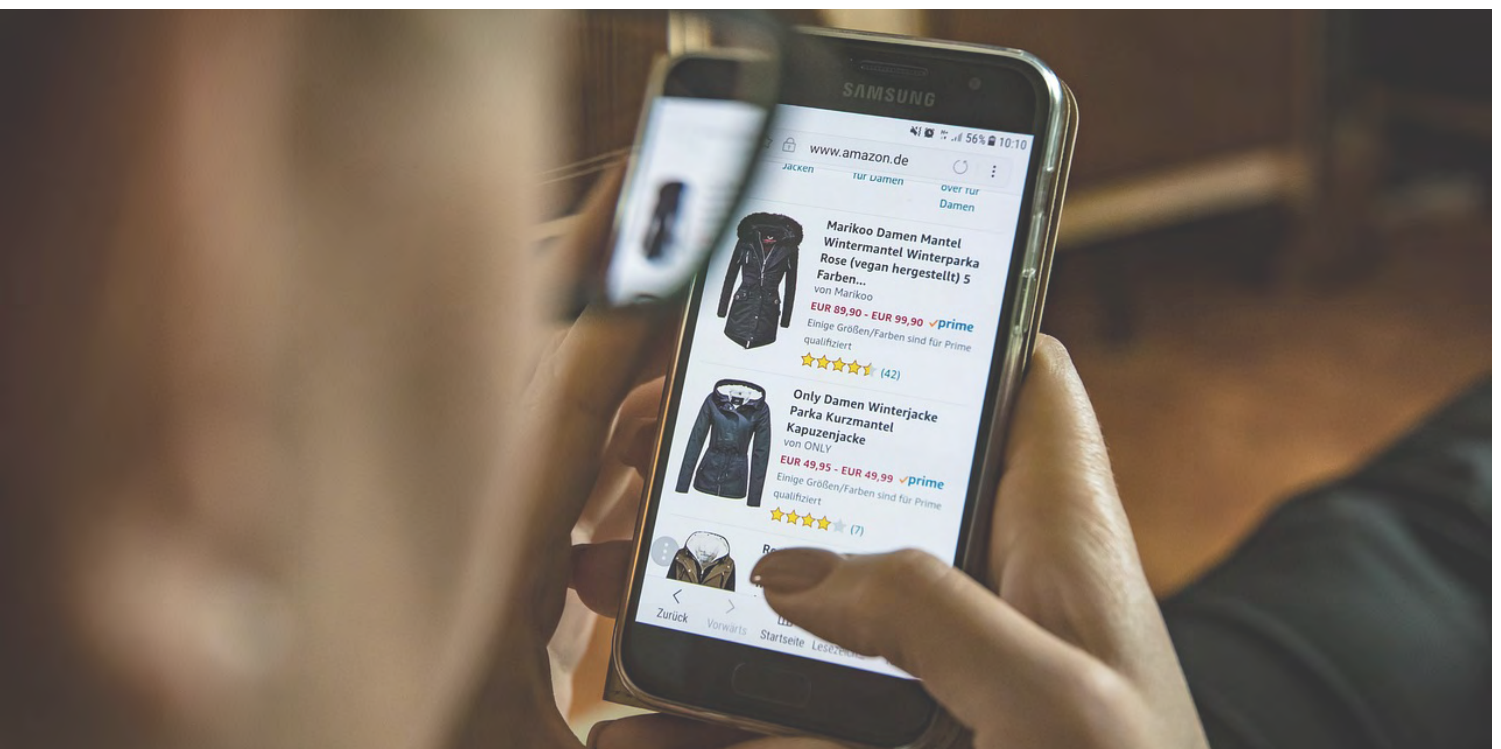 SAMSUNG
56% 10:10
www.amazon.de
Jacken
für Damen
over für
Damen
Marikoo Damen Mantel
Wintermantel Winterparka
Rose (vegan hergestellt) 5
Farben...
von Marikoo
EUR 89,90 - EUR 99,90 prime
Einige Größen/Farben sind für Prime
qualifiziert
(42)
Only Damen Winterjacke
Parka Kurzmantel
Kapuzenjacke
von ONLY
EUR 49,95 - EUR 49,99 prime
Einige Größen/Farben sind für Prime
qualifiziert
(7)
Zurück
Vorwärts
Startseite